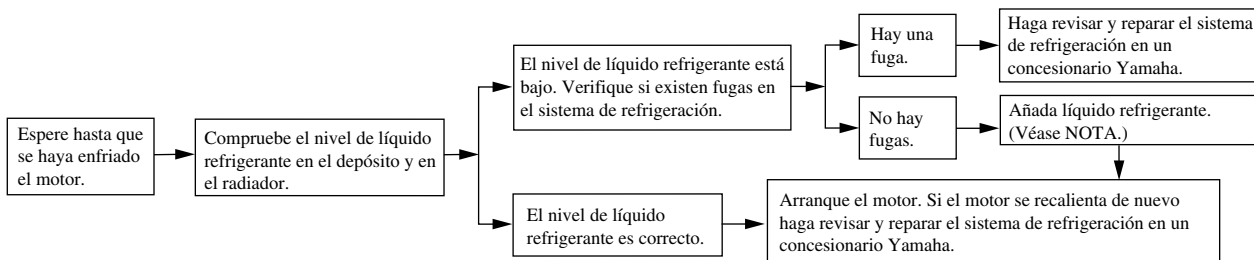 Espere hasta que
se haya enfriado
el motor.
Compruebe el nivel de líquido
refrigerante en el depósito y en
el radiador.
El nivel de líquido refrigerante está
bajo. Verifique si existen fugas en
el sistema de refrigeración.
Hay una
fuga.
Haga revisar y reparar el sistema
de refrigeración en un
concesionario Yamaha.
No hay
fugas.
Añada líquido refrigerante.
(Véase NOTA.)
El nivel de líquido
refrigerante es correcto.
Arranque el motor. Si el motor se recalienta de nuevo
haga revisar y reparar el sistema de refrigeración en un
concesionario Yamaha.